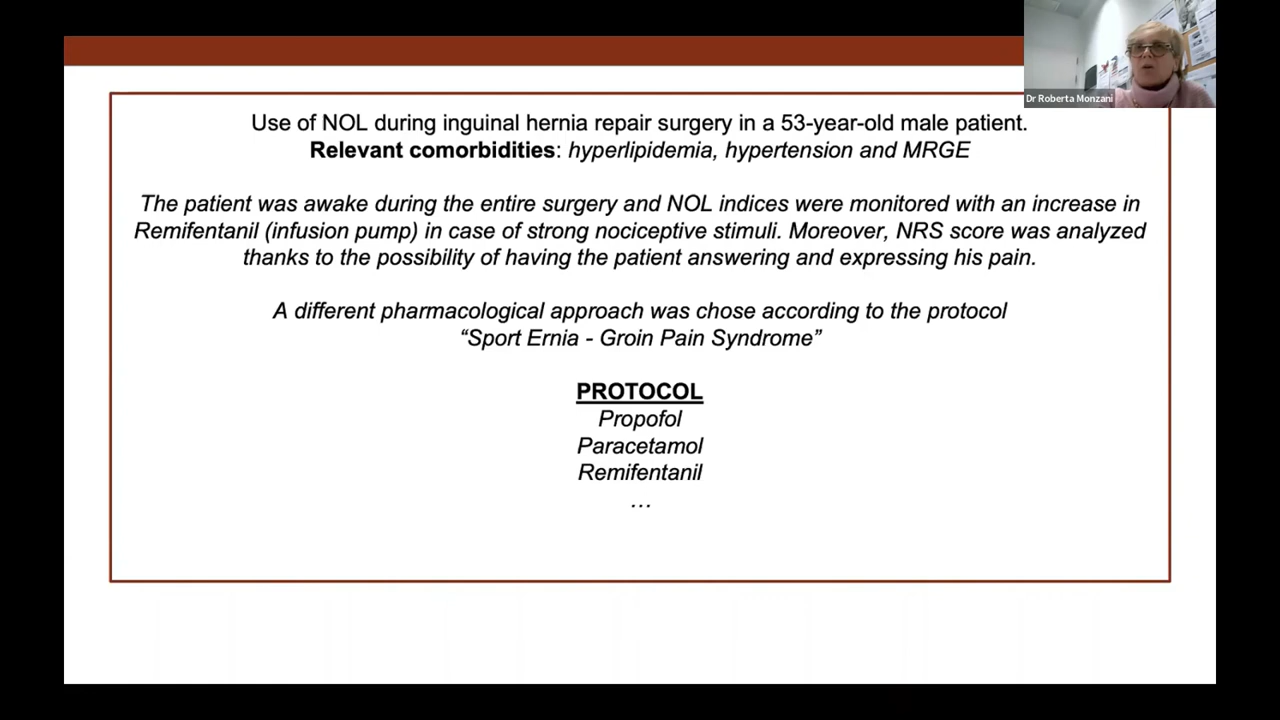 Dr Roberta Monzani
Use of NOL during inguinal hernia repair surgery in a 53-year-old male patient.
Relevant comorbidities: hyperlipidemia, hypertension and MRGE
The patient was awake during the entire surgery and NOL indices were monitored with an increase in
Remifentanil (infusion pump) in case of strong nociceptive stimuli. Moreover, NRS score was analyzed
thanks to the possibility of having the patient answering and expressing his pain.
A different pharmacological approach was chose according to the protocol
“Sport Ernia - Groin Pain Syndrome”
PROTOCOL
Propofol
Paracetamol
Remifentanil
...